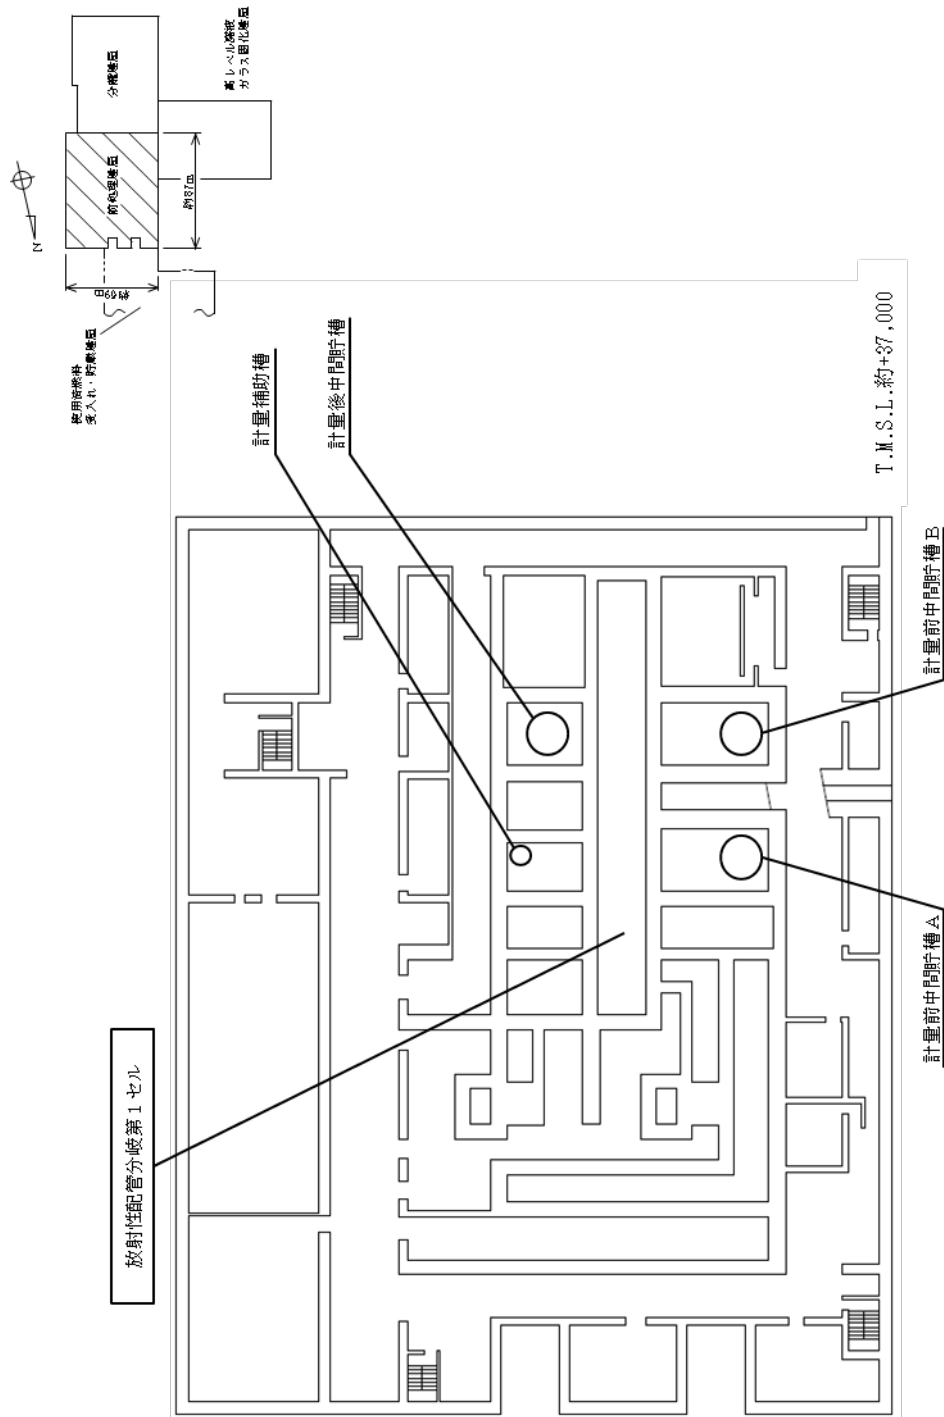 高レベル廃液
ガラス固化建屋
分離建屋
前処理建屋
約87m
約69m
N
使用済燃料
受入れ・貯蔵建屋
計量補助槽
計量後中間貯槽
T.M.S.L.約+37,000
放射性配管分岐第1セル
計量前中間貯槽B
計量前中間貯槽A